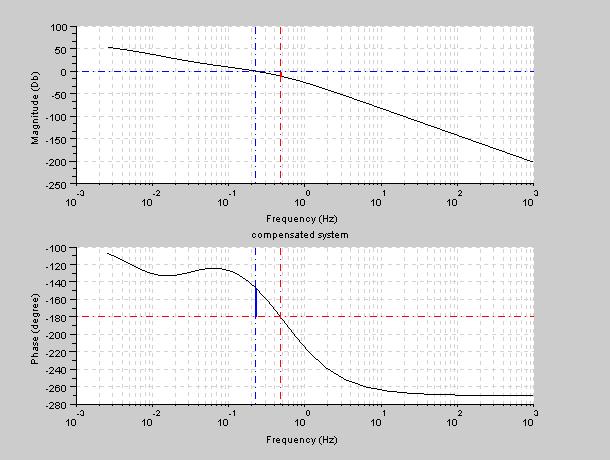 100
50
0
-50
-100
-150
-200
-250
Magnitude (Db)
-3 -2 -1 0 1 2 3
10 10 10 10 10 10 10
Frequency (Hz)
compensated system
-100
-120
-140
-160
-180
-200
-220
-240
-260
-280
Phase (degree)
-3 -2 -1 0 1 2 3
10 10 10 10 10 10 10
Frequency (Hz)